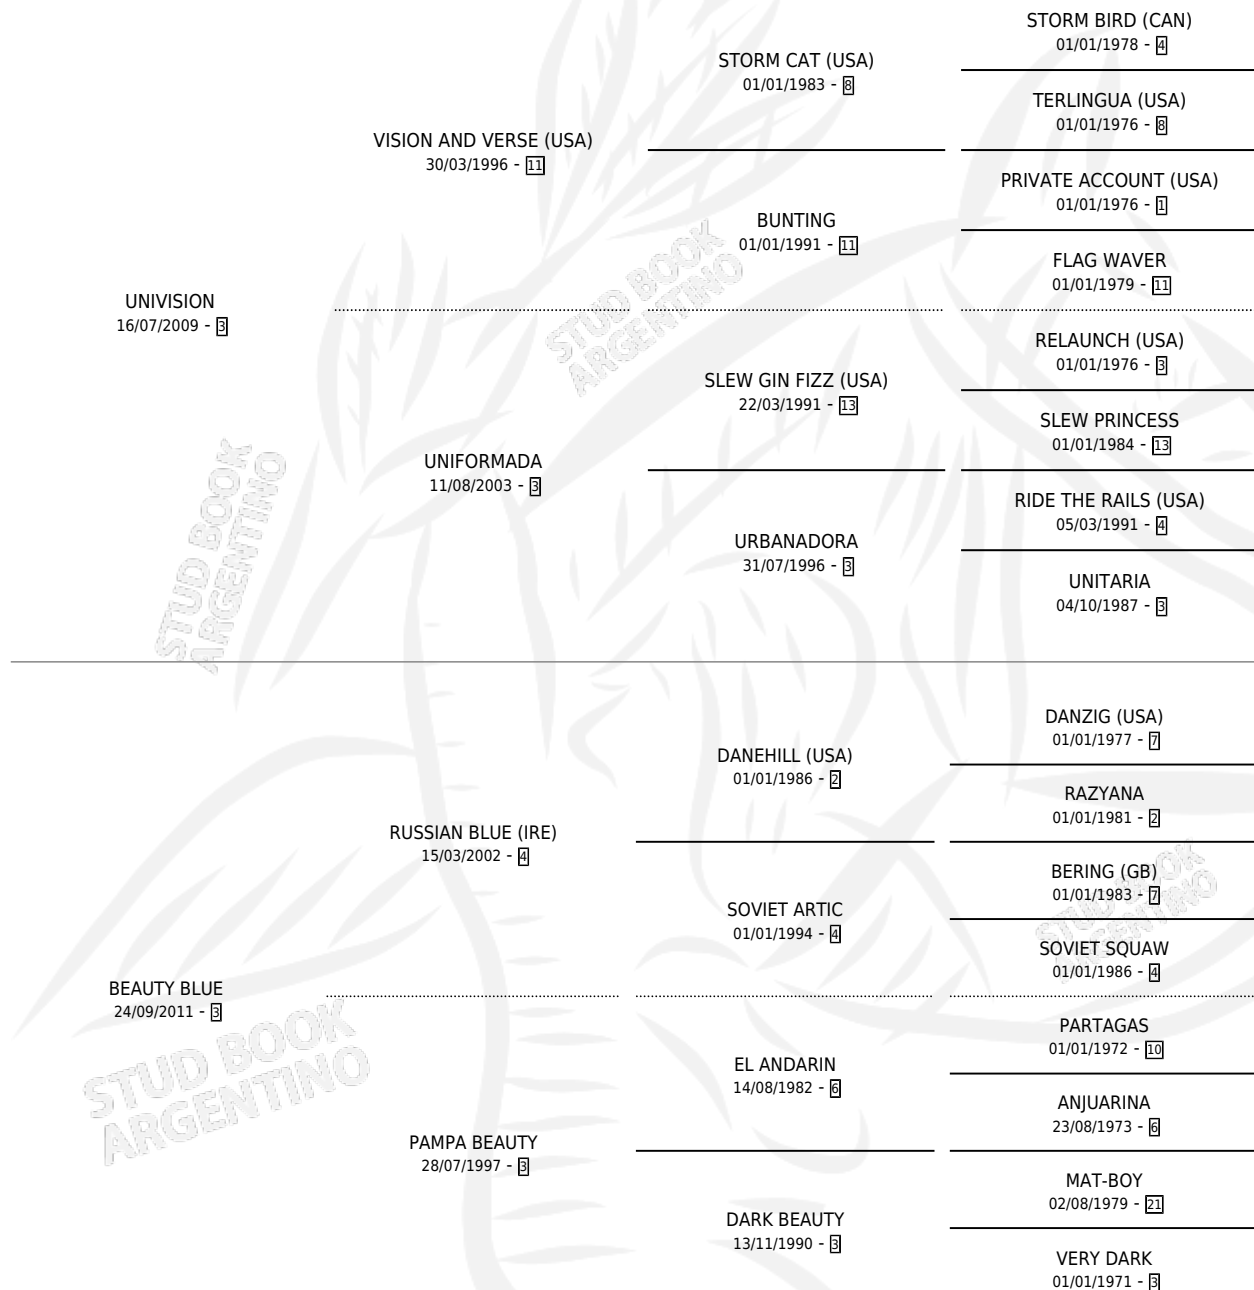 STORM BIRD (CAN)
01/01/1978 - 4
STORM CAT (USA)
01/01/1983 - 8
TERLINGUA (USA)
01/01/1976 - 8
VISION AND VERSE (USA)
30/03/1996 - 11
PRIVATE ACCOUNT (USA)
01/01/1976 - 1
BUNTING
01/01/1991 - 11
FLAG WAVER
01/01/1979 - 11
UNIVISION
16/07/2009 - 3
STUD BOOK
ARGENTINO
RELAUNCH (USA)
01/01/1976 - 3
SLEW GIN FIZZ (USA)
22/03/1991 - 13
SLEW PRINCESS
01/01/1984 - 13
UNIFORMADA
11/08/2003 - 3
RIDE THE RAILS (USA)
05/03/1991 - 4
URBANADORA
31/07/1996 - 3
UNITARIA
04/10/1987 - 3
STUD BOOK
ARGENTINO
DANZIG (USA)
01/01/1977 - 7
DANEHILL (USA)
01/01/1986 - 2
RAZYANA
01/01/1981 - 2
RUSSIAN BLUE (IRE)
15/03/2002 - 4
BERING (GB)
01/01/1983 - 7
STUD BOOK
ARGENTINO
SOVIET ARTIC
01/01/1994 - 4
SOVIET SQUAW
01/01/1986 - 4
BEAUTY BLUE
24/09/2011 - 3
STUD BOOK
ARGENTINO
PARTAGAS
01/01/1972 - 10
EL ANDARIN
14/08/1982 - 6
ANJUARINA
23/08/1973 - 6
PAMPA BEAUTY
28/07/1997 - 3
MAT-BOY
02/08/1979 - 21
DARK BEAUTY
13/11/1990 - 3
VERY DARK
01/01/1971 - 3